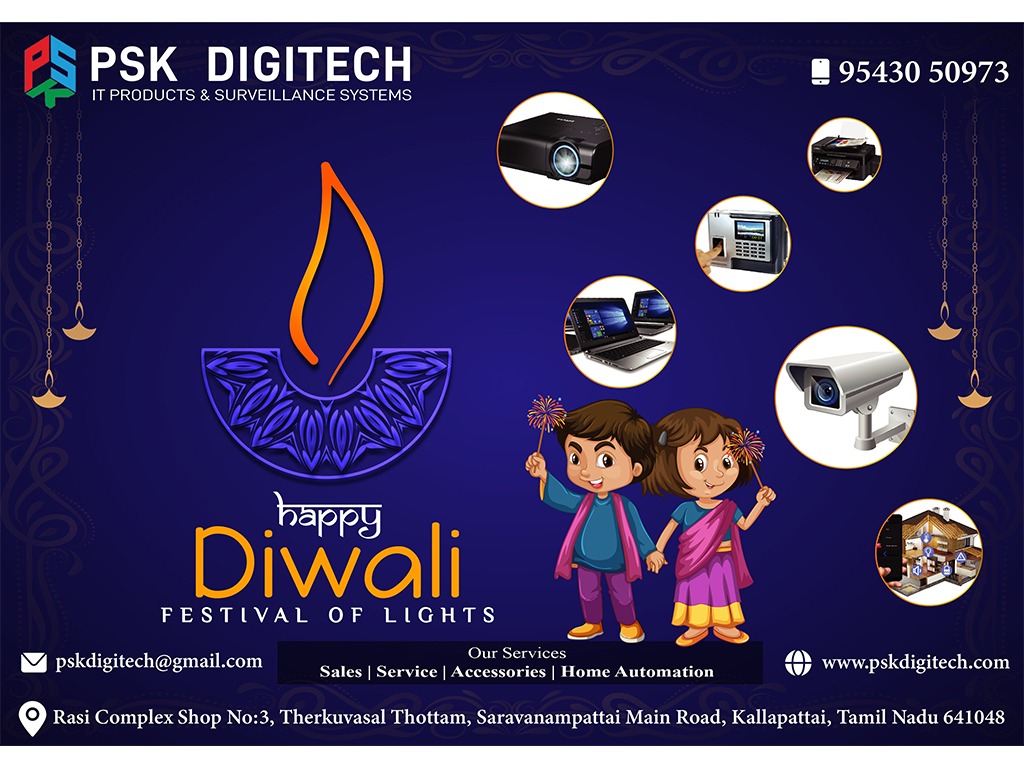 PSK
PSK DIGITECH
IT PRODUCTS & SURVEILLANCE SYSTEMS
95430 50973
happy
Diwali
FESTIVAL OF LIGHTS
Our Services
Sales | Service | Accessories | Home Automation
pskdigitech@gmail.com
www.pskdigitech.com
Rasi Complex Shop No:3, Therkuvasal Thottam, Saravanampattai Main Road, Kallapattai, Tamil Nadu 641048